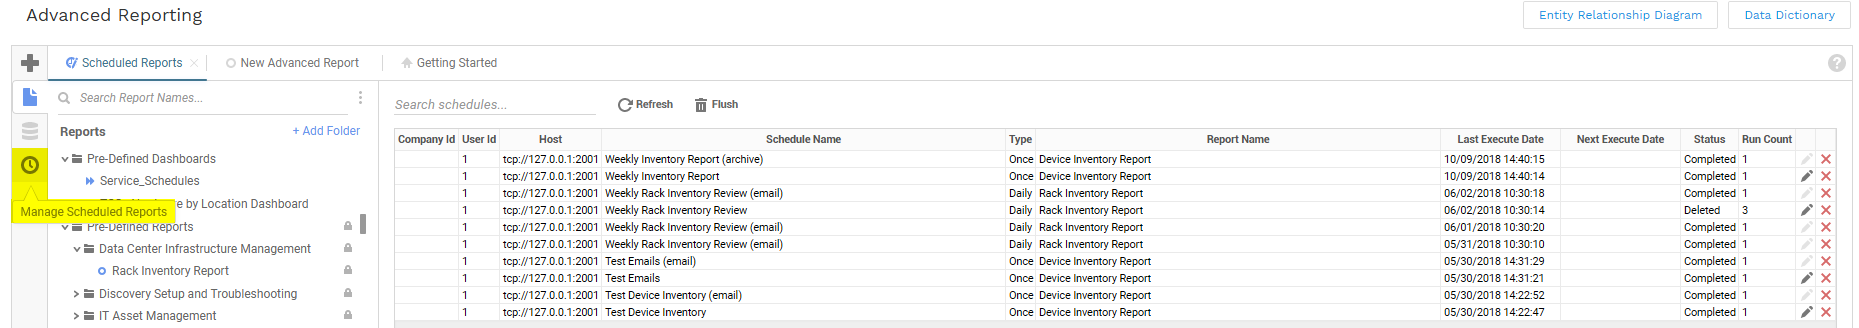 Advanced Reporting
Entity Relationship Diagram
Data Dictionary
Scheduled Reports
New Advanced Report
Getting Started
Search Report Names...
Reports
+ Add Folder
Pre-Defined Dashboards
Service_Schedules
by Location Dashboard
Manage Scheduled Reports
Pre-Defined Reports
Data Center Infrastructure Management
Rack Inventory Report
Discovery Setup and Troubleshooting
IT Asset Management
Search schedules...
Refresh
Flush
Company Id User Id Host Schedule Name Type Report Name Last Execute Date Next Execute Date Status Run Count
1 tcp://127.0.0.1:2001 Weekly Inventory Report (archive) Once Device Inventory Report 10/09/2018 14:40:15 Completed 1
1 tcp://127.0.0.1:2001 Weekly Inventory Report Once Device Inventory Report 10/09/2018 14:40:14 Completed 1
1 tcp://127.0.0.1:2001 Weekly Rack Inventory Review (email) Daily Rack Inventory Report 06/02/2018 10:30:18 Completed 1
1 tcp://127.0.0.1:2001 Weekly Rack Inventory Review Daily Rack Inventory Report 06/02/2018 10:30:14 Deleted 3
1 tcp://127.0.0.1:2001 Weekly Rack Inventory Review (email) Daily Rack Inventory Report 06/01/2018 10:30:20 Completed 1
1 tcp://127.0.0.1:2001 Weekly Rack Inventory Review (email) Daily Rack Inventory Report 05/31/2018 10:30:10 Completed 1
1 tcp://127.0.0.1:2001 Test Emails (email) Once Device Inventory Report 05/30/2018 14:31:29 Completed 1
1 tcp://127.0.0.1:2001 Test Emails Once Device Inventory Report 05/30/2018 14:31:21 Completed 1
1 tcp://127.0.0.1:2001 Test Device Inventory (email) Once Device Inventory Report 05/30/2018 14:22:52 Completed 1
1 tcp://127.0.0.1:2001 Test Device Inventory Once Device Inventory Report 05/30/2018 14:22:47 Completed 1